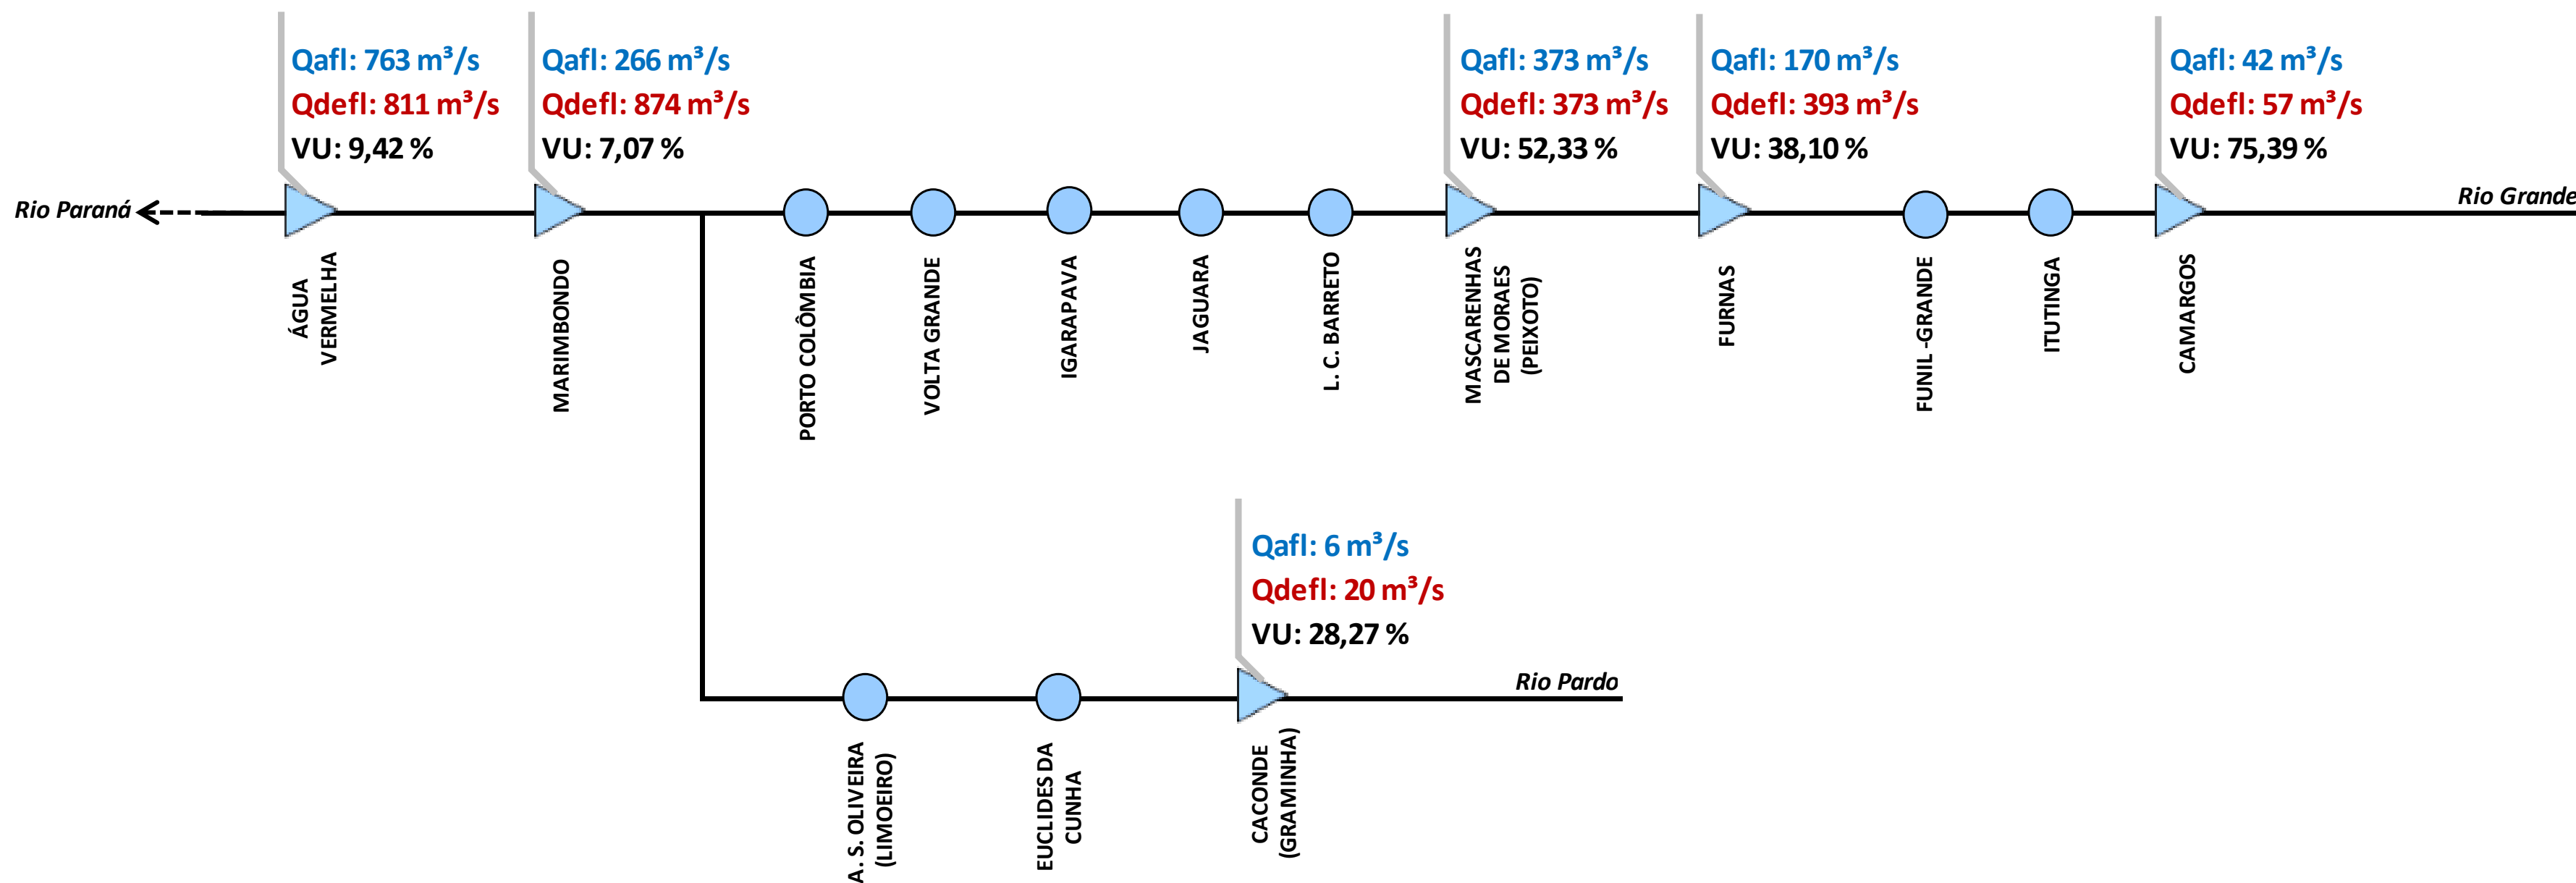 Qafl: 763 m³/s
Qdefl: 811 m³/s
VU: 9,42 %
Qafl: 266 m³/s
Qdefl: 874 m³/s
VU: 7,07 %
Qafl: 373 m³/s
Qdefl: 373 m³/s
VU: 52,33 %
Qafl: 170 m³/s
Qdefl: 393 m³/s
VU: 38,10 %
Qafl: 42 m³/s
Qdefl: 57 m³/s
VU: 75,39 %
Rio Paraná
Rio Grande
ÁGUA
VERMELHA
MARIMBONDO
PORTO COLÔMBIA
VOLTA GRANDE
IGARAPAVA
JAGUARA
L. C. BARRETO
MASCARENHAS
DE MORAES
(PEIXOTO)
FURNAS
FUNIL -GRANDE
ITUTINGA
CAMARGOS
Qafl: 6 m³/s
Qdefl: 20 m³/s
VU: 28,27 %
Rio Pardo
A. S. OLIVEIRA
(LIMOEIRO)
EUCLIDES DA
CUNHA
CACONDE
(GRAMINHA)